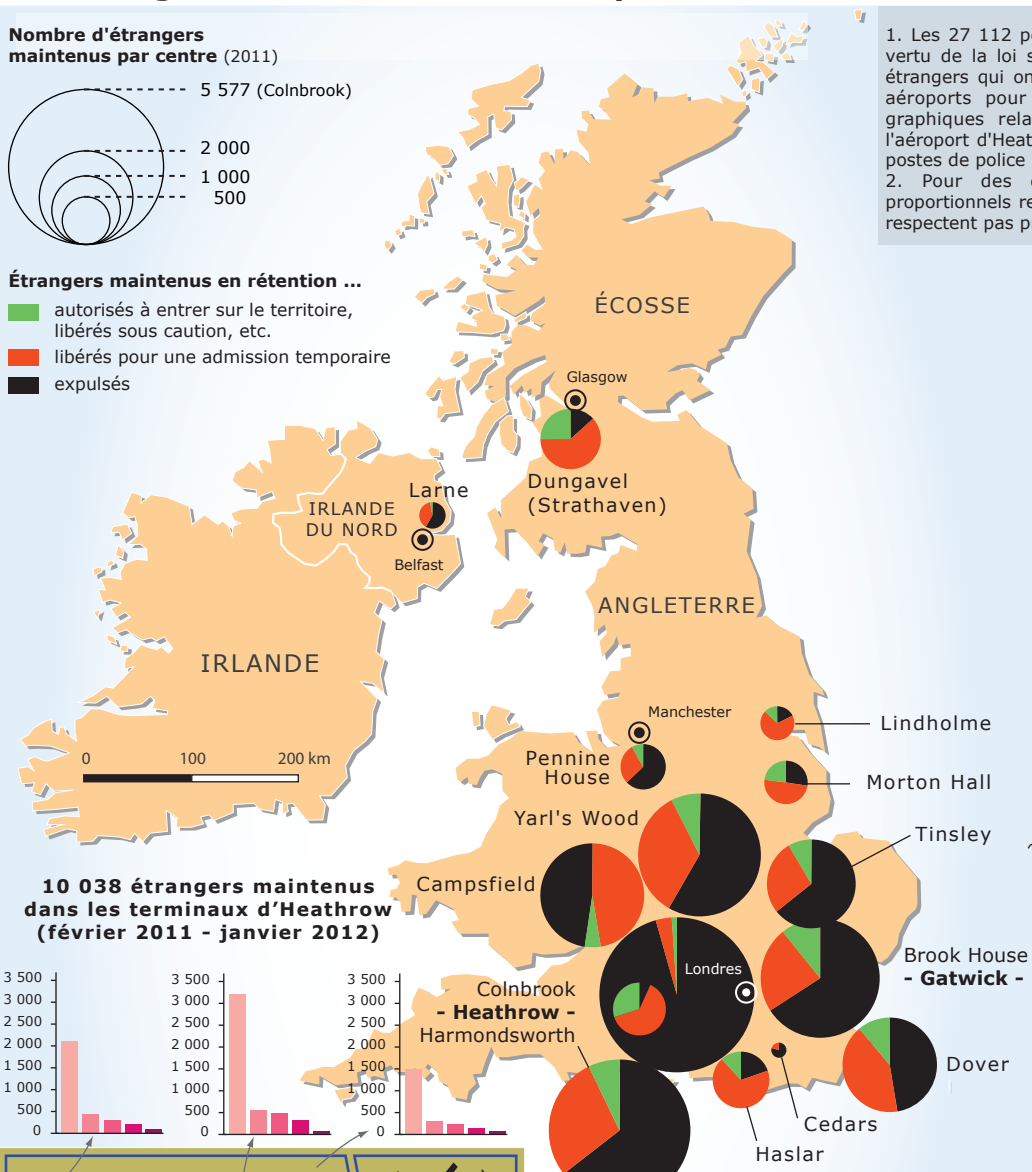 Nombre d'étrangers
maintenus par centre (2011)
5 577 (Colnbrook)
2 000
1 000
500
Étrangers maintenus en rétention ...
autorisés à entrer sur le territoire,
libérés sous caution, etc.
libérés pour une admission temporaire
expulsés
1. Les 27 112
vertu de la loi
étrangers qui
aéroports pour
graphiques
l'aéroport
postes de police
2. Pour des
proportionnels
respectent pas
ÉCOSSE
Glasgow
Dungavel
(Strathaven)
Larne
IRLANDE
DU NORD
Belfast
ANGLETERRE
IRLANDE
0 100 200 km
Manchester
Lindholme
Pennine
House
Morton Hall
Yarl's Wood
Tinsley
Campsfield
Brook House
- Gatwick -
Londres
Colnbrook
- Heathrow -
Harmondsworth
Dover
Cedars
Haslar
10 038 étrangers maintenus
dans les terminaux d’Heathrow
(février 2011 - janvier 2012)
3 500
3 000
2 500
2 000
1 500
1 000
500
0
3 500
3 000
2 500
2 000
1 500
1 000
500
0
3 500
3 000
2 500
2 000
1 500
1 000
500
0